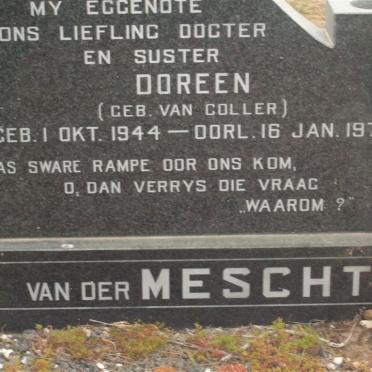 MY EGGENOTE
ONS LIEFLING DOGTER
EN SUSTER
DOREEN
(GEB. VAN COLLER)
GEB. 1 OKT. 1944 — OORL. 16 JAN. 197
AS SWARE RAMPE OOR ONS KOM,
O, DAN VERRYS DIE VRAAG
„WAAROM ?"
VAN DER MESCHT